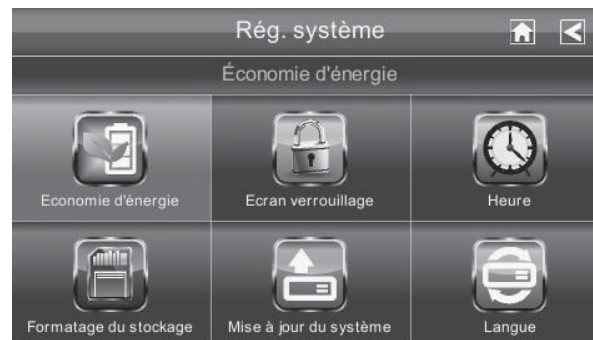 Rég. système
Économie d'énergie
Economie d'énergie
Ecran verrouillage
Heure
Formatage du stockage
Mise à jour du système
Langue